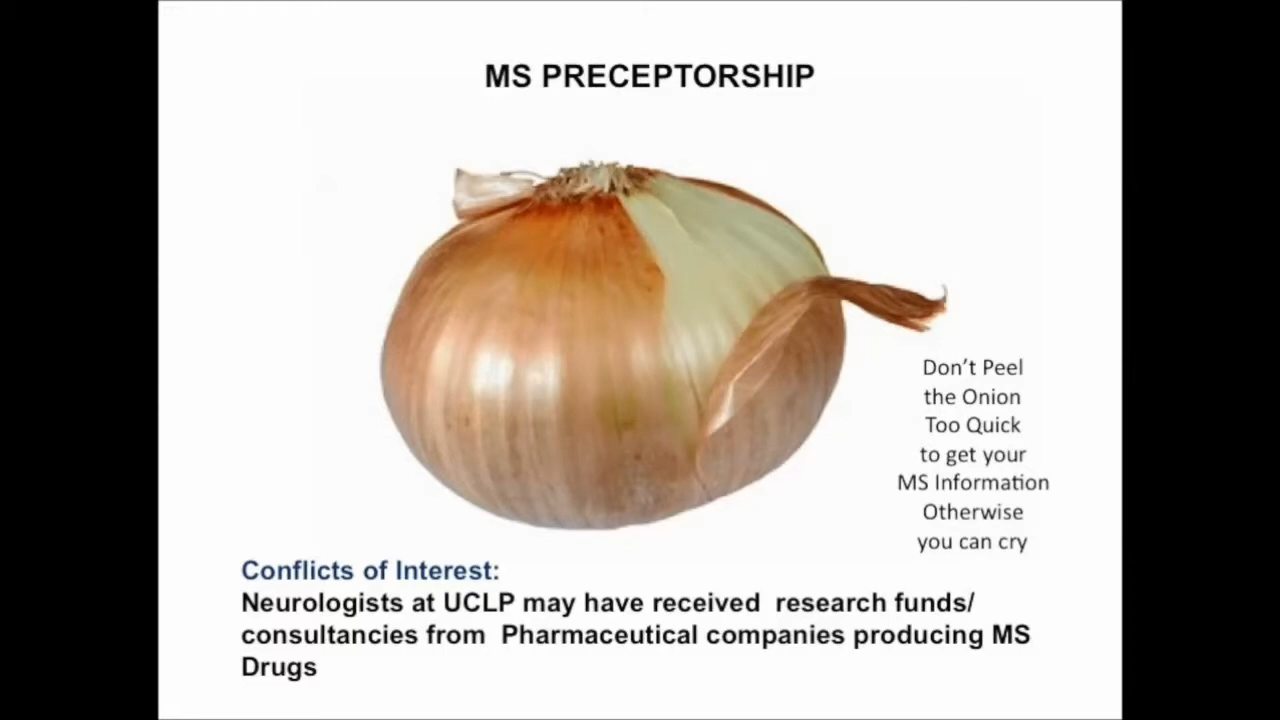 MS PRECEPTORSHIP
Don’t Peel
the Onion
Too Quick
to get your
MS Information
Otherwise
you can cry
Conflicts of Interest:
Neurologists at UCLP may have received  research funds/
consultancies from  Pharmaceutical companies producing MS
Drugs